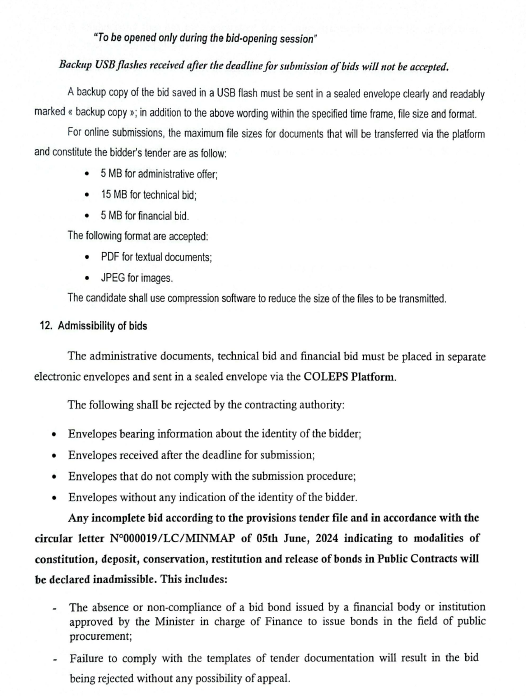 "To be opened only during the bid-opening session"
Backup USB flashes received after the deadline for submission of bids will not be accepted.
A backup copy of the bid saved in a USB flash must be sent in a sealed envelope clearly and readably
marked « backup copy »; in addition to the above wording within the specified time frame, file size and format.
For online submissions, the maximum file sizes for documents that will be transferred via the platform
and constitute the bidder's tender are as follow:
• 5 MB for administrative offer;
• 15 MB for technical bid;
• 5 MB for financial bid.
The following format are accepted:
• PDF for textual documents;
• JPEG for images.
The candidate shall use compression software to reduce the size of the files to be transmitted.
12. Admissibility of bids
The administrative documents, technical bid and financial bid must be placed in separate
electronic envelopes and sent in a sealed envelope via the COLEPS Platform.
The following shall be rejected by the contracting authority:
• Envelopes bearing information about the identity of the bidder;
• Envelopes received after the deadline for submission;
• Envelopes that do not comply with the submission procedure;
• Envelopes without any indication of the identity of the bidder.
Any incomplete bid according to the provisions tender file and in accordance with the
circular letter N°000019/LC/MINMAP of 05th June, 2024 indicating to modalities of
constitution, deposit, conservation, restitution and release of bonds in Public Contracts will
be declared inadmissible. This includes:
- The absence or non-compliance of a bid bond issued by a financial body or institution
approved by the Minister in charge of Finance to issue bonds in the field of public
procurement;
- Failure to comply with the templates of tender documentation will result in the bid
being rejected without any possibility of appeal.